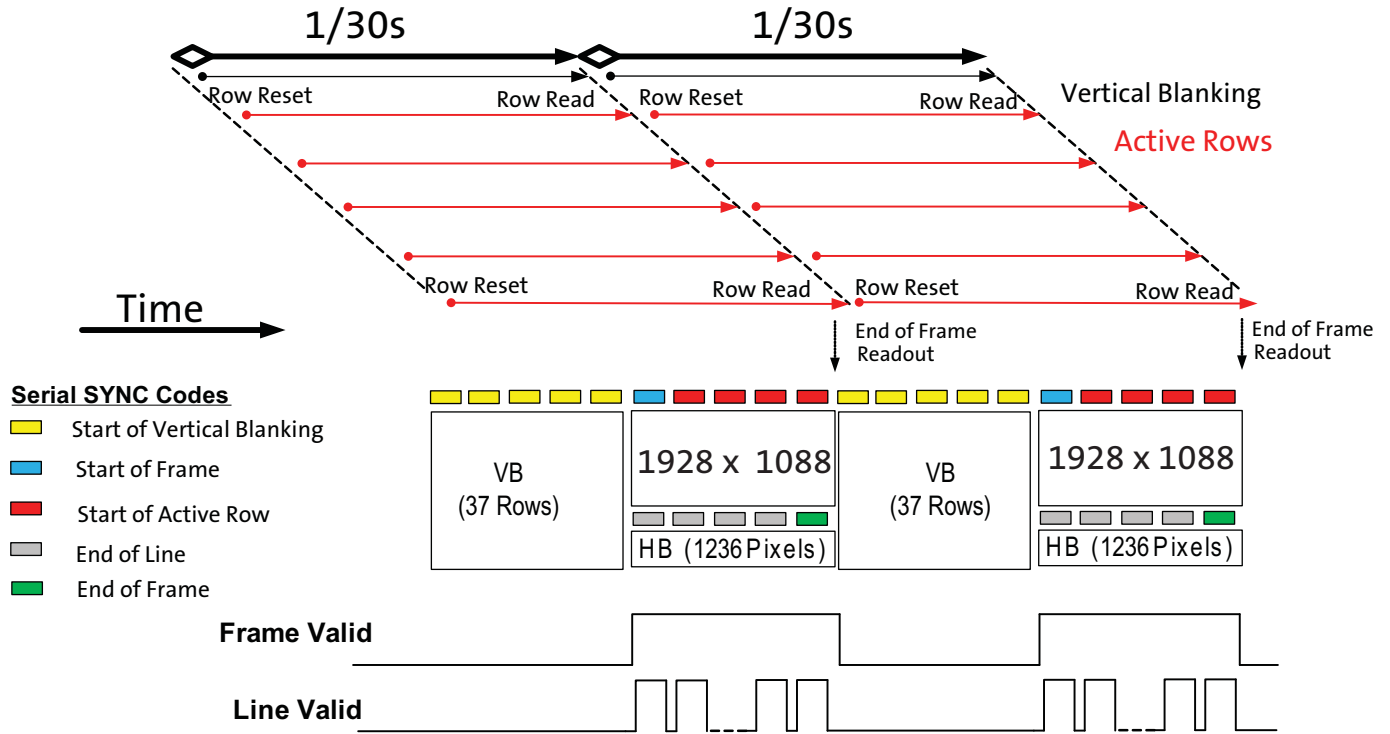 1/30s 1/30s
Row Reset Row Read Row Reset Row Read
Vertical Blanking
Active Rows
Row Reset Row Read Row Reset Row Read
Time
End of Frame
Readout
End of Frame
Readout
Serial SYNC Codes
Start of Vertical Blanking
Start of Frame
Start of Active Row
End of Line
End of Frame
VB
(37 Rows)
1928 x 1088
HB (1236 Pixels)
VB
(37 Rows)
1928 x 1088
HB (1236 Pixels)
Frame Valid
Line Valid